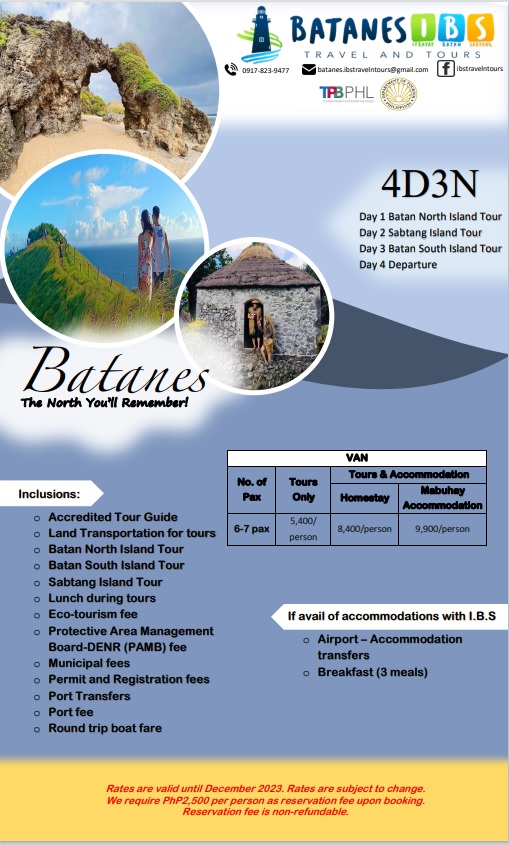 BATANES I.B.S
ITBAYAT BATAN SABTANG
TRAVEL AND TOURS
0917-823-9477 batanes.ibstravelntours@gmail.com ibstravelntours
TPBPHL
4D3N
Day 1 Batan North Island Tour
Day 2 Sabtang Island Tour
Day 3 Batan South Island Tour
Day 4 Departure
Batanes
The North You'll Remember!
VAN
No. of Pax Tours Only Tours & Accommodation
Homestay Mabuhay Accommodation
6-7 pax 5,400/ person 8,400/person 9,900/person
Inclusions:
o Accredited Tour Guide
o Land Transportation for tours
o Batan North Island Tour
o Batan South Island Tour
o Sabtang Island Tour
o Lunch during tours
o Eco-tourism fee
o Protective Area Management
Board-DENR (PAMB) fee
o Municipal fees
o Permit and Registration fees
o Port Transfers
o Port fee
o Round trip boat fare
If avail of accommodations with I.B.S
o Airport – Accommodation
transfers
o Breakfast (3 meals)
Rates are valid until December 2023. Rates are subject to change.
We require PhP2,500 per person as reservation fee upon booking.
Reservation fee is non-refundable.